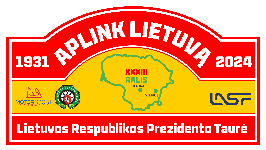 APLINK LIETUVĄ
1931 2024
XXXIII
RALIS
LASF
Lietuvos Respublikos Prezidento Taurė